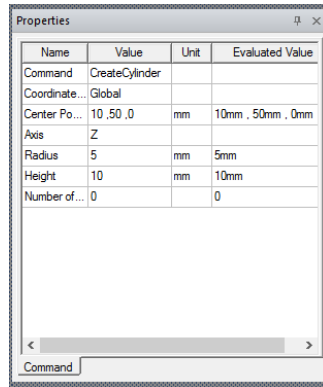 Properties
Name Value Unit Evaluated Value
Command CreateCylinder
Coordinate... Global
Center Po... 10 ,50 ,0 mm 10mm , 50mm , 0mm
Axis Z
Radius 5 mm 5mm
Height 10 mm 10mm
Number of... 0 0
Command